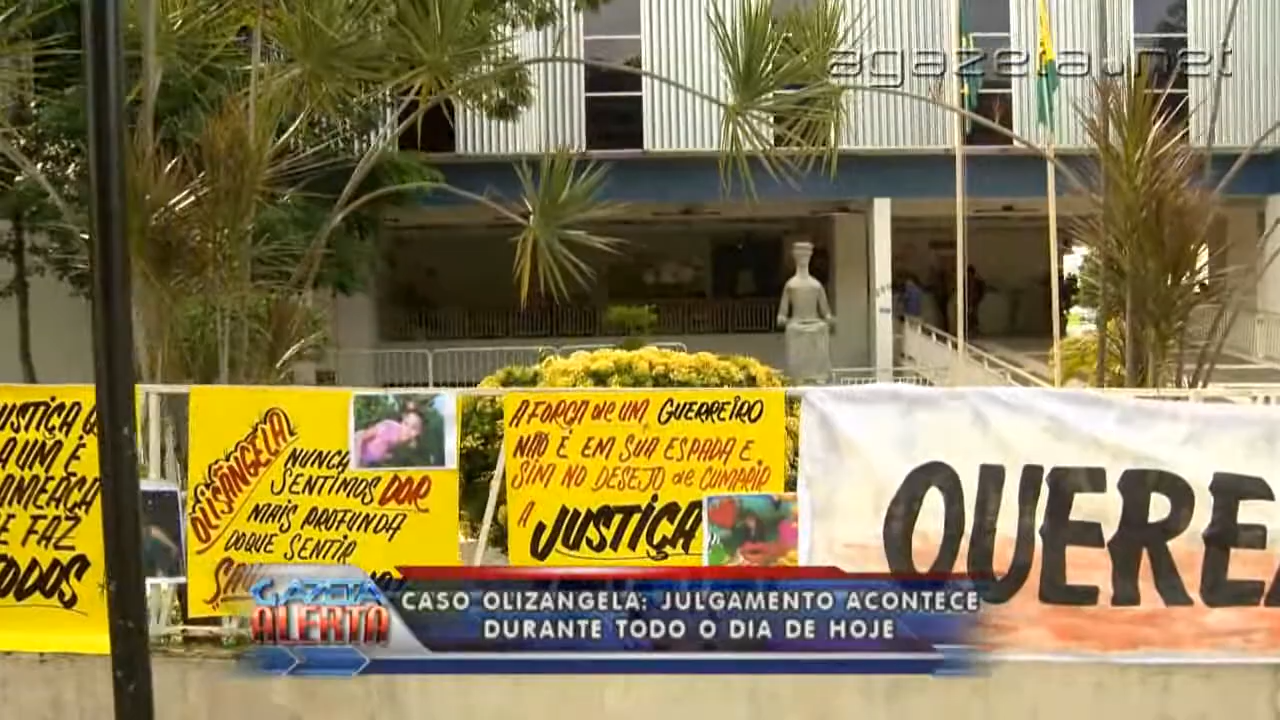 agazeta.net
A UM É
AMEAÇA
E FAZ
TODOS
OLISÂNGELA!
NUNCA
SENTIMOS DOR
MAIS PROFUNDA
DOQUE SENTIR
A FORÇA de UM GUERREIRO
NÃO É EM SUA ESPADA E
SIM NO DESEJO de CUMPRIR
A JUSTIÇA
QUERE
GAZETA
ALERTA
CASO OLIZANGELA: JULGAMENTO ACONTECE
DURANTE TODO O DIA DE HOJE